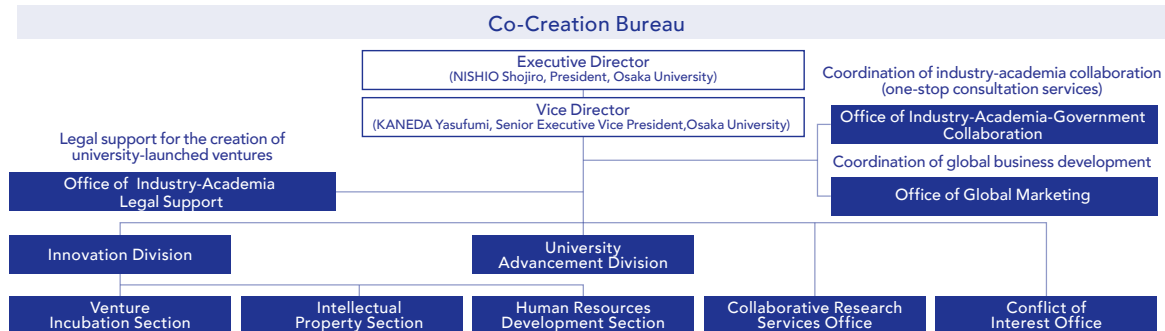 Co-Creation Bureau
Executive Director
(NISHIO Shojiro, President, Osaka University)
Vice Director
(KANEDA Yasufumi, Senior Executive Vice President,Osaka University)
Coordination of industry-academia collaboration
(one-stop consultation services)
Office of Industry-Academia-Government
Collaboration
Legal support for the creation of
university-launched ventures
Coordination of global business development
Office of Industry-Academia
Legal Support
Office of Global Marketing
Innovation Division
University
Advancement Division
Venture
Incubation Section
Intellectual
Property Section
Human Resources
Development Section
Collaborative Research
Services Office
Conflict of
Interest Office